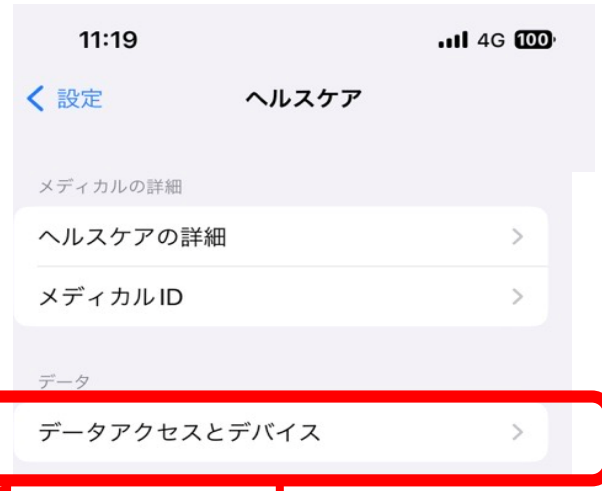 11:19 4G 100
設定 ヘルスケア
メディカルの詳細
ヘルスケアの詳細
メディカルID
データ
データアクセスとデバイス